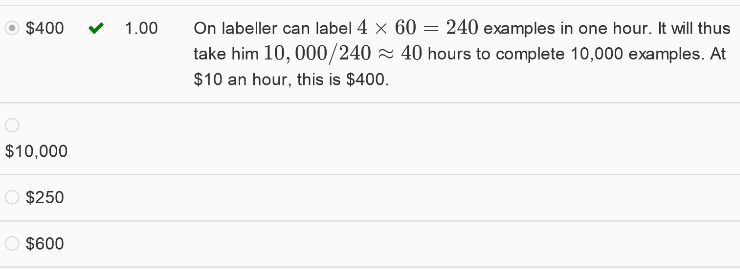 $400 ✔ 1.00 On labeller can label 4 × 60 = 240 examples in one hour. It will thus
take him 10, 000/240 ≈ 40 hours to complete 10,000 examples. At
$10 an hour, this is $400.
$10,000
$250
$600